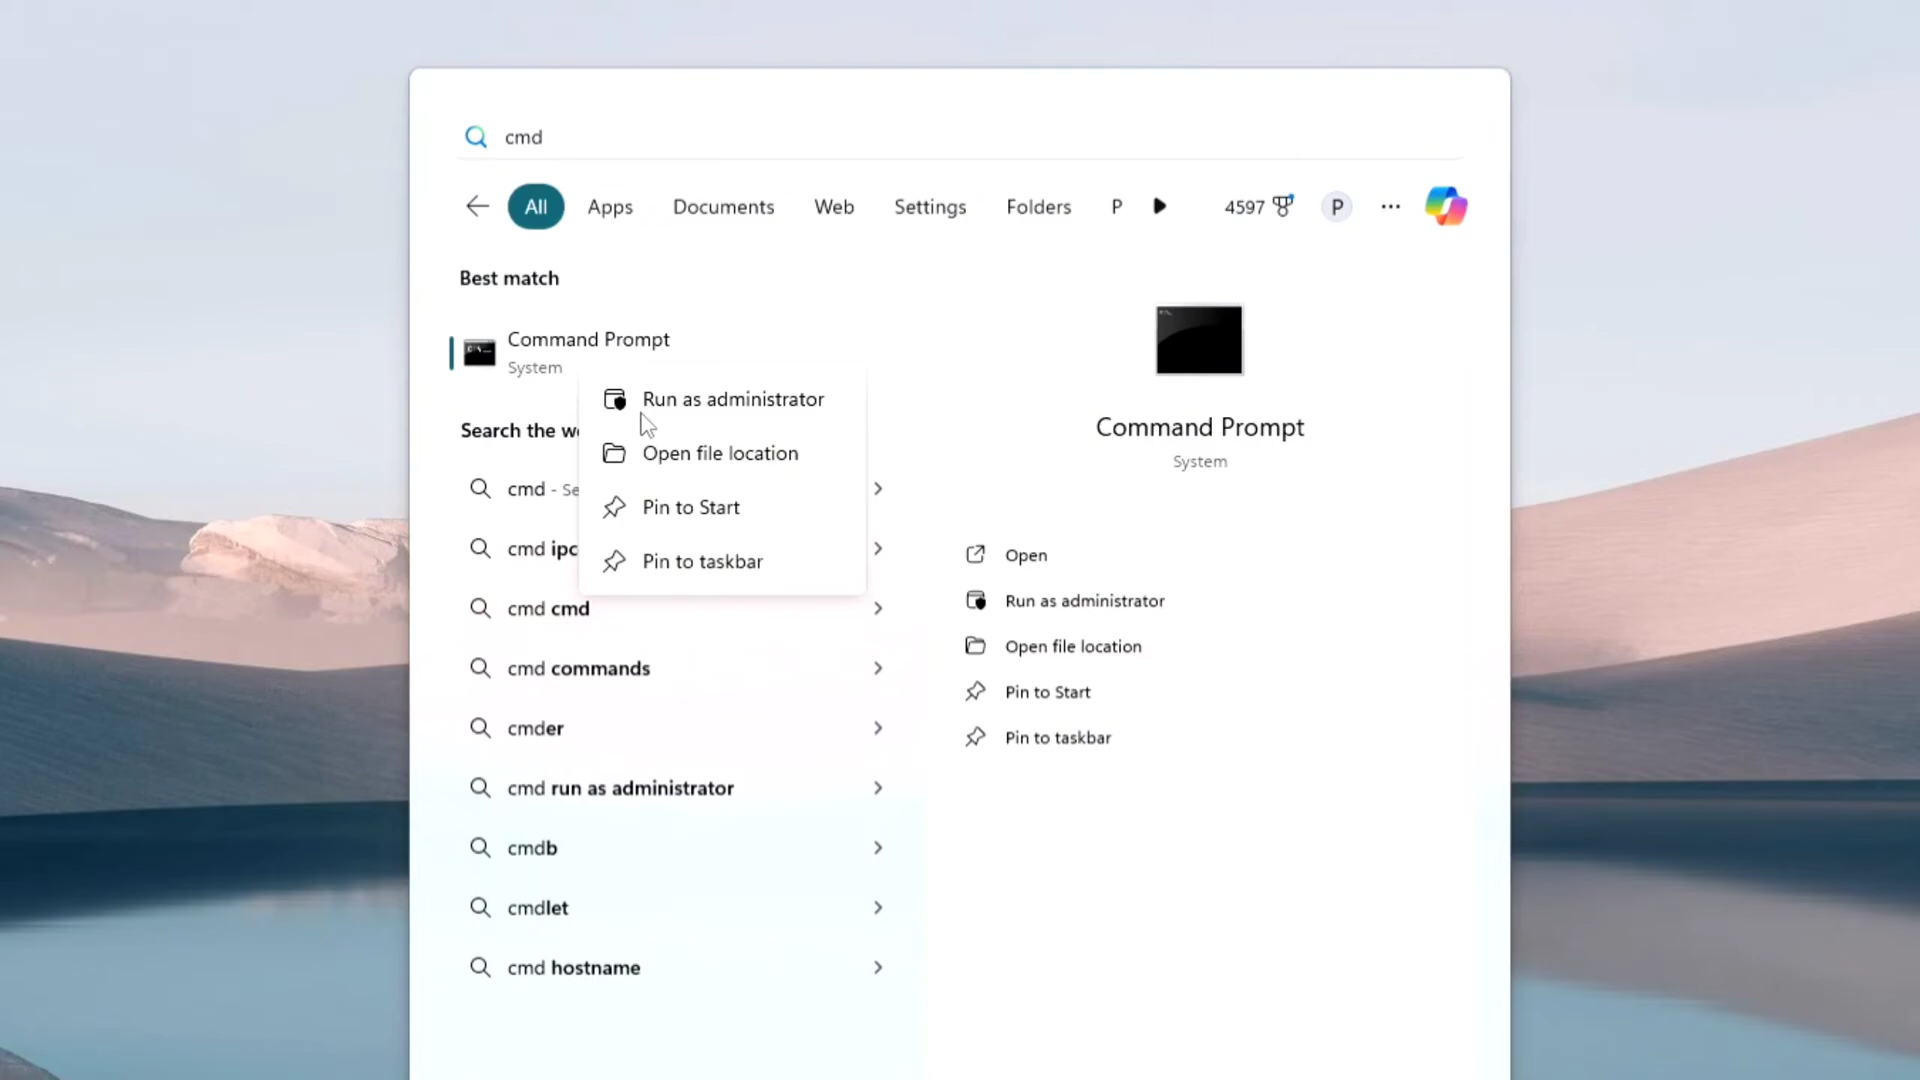 cmd
All Apps Documents Web Settings Folders P 4597 P ...
Best match
Command Prompt
System
Run as administrator
Open file location
Pin to Start
Pin to taskbar
Search the
cmd -
cmd
cmd cmd
cmd commands
cmder
cmd run as administrator
cmdb
cmdlet
cmd hostname
Command Prompt
System
Open
Run as administrator
Open file location
Pin to Start
Pin to taskbar